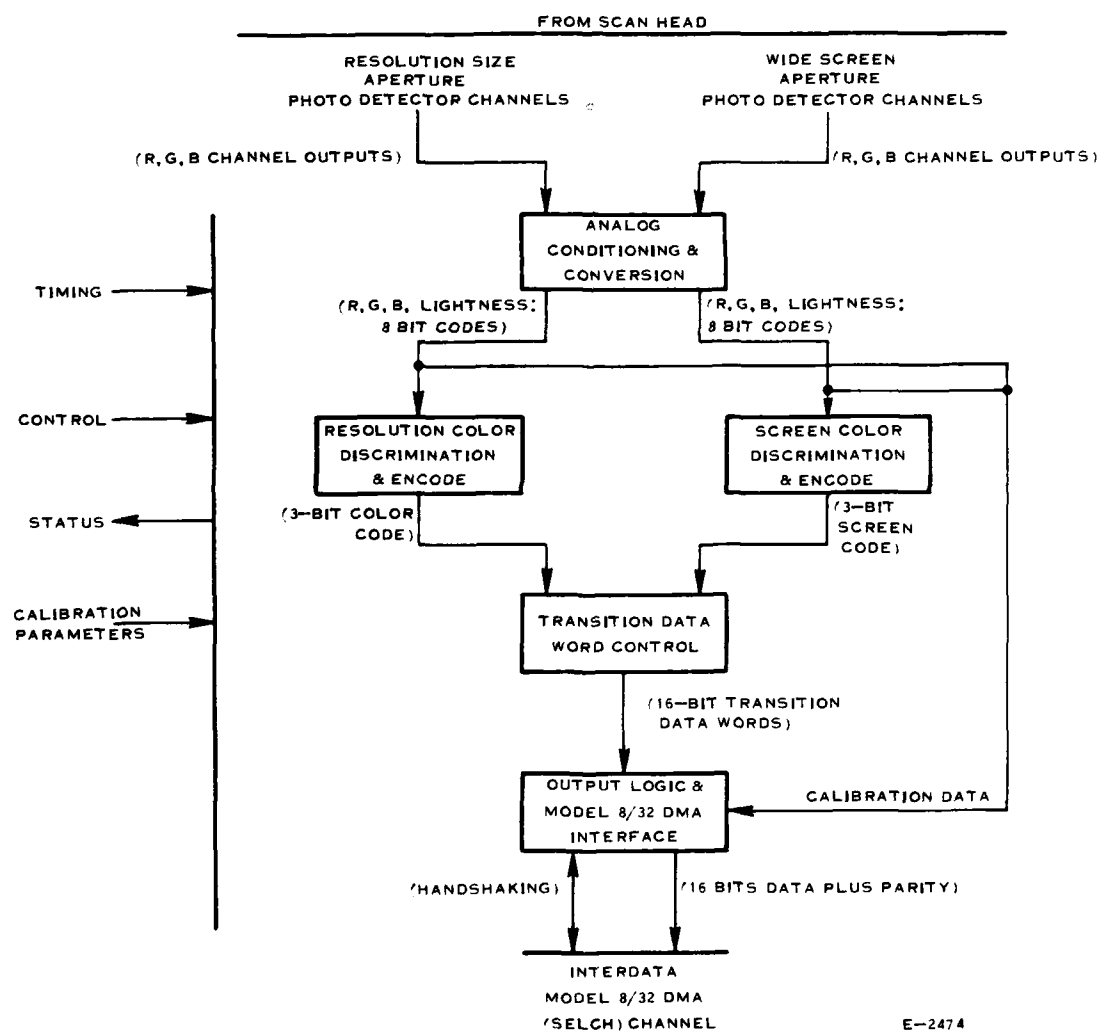 FROM SCAN HEAD
RESOLUTION SIZE
APERTURE
PHOTO DETECTOR CHANNELS
WIDE SCREEN
APERTURE
PHOTO DETECTOR CHANNELS
(R, G, B CHANNEL OUTPUTS)
(R, G, B CHANNEL OUTPUTS)
ANALOG
CONDITIONING &
CONVERSION
TIMING
(R, G, B, LIGHTNESS:
8 BIT CODES)
(R, G, B, LIGHTNESS:
8 BIT CODES)
CONTROL
RESOLUTION COLOR
DISCRIMINATION
& ENCODE
SCREEN COLOR
DISCRIMINATION
& ENCODE
STATUS
(3-BIT COLOR
CODE)
(3-BIT
SCREEN
CODE)
CALIBRATION
PARAMETERS
TRANSITION DATA
WORD CONTROL
(16-BIT TRANSITION
DATA WORDS)
OUTPUT LOGIC &
MODEL 8/32 DMA
INTERFACE
CALIBRATION DATA
(HANDSHAKING)
(16 BITS DATA PLUS PARITY)
INTERDATA
MODEL 8/32 DMA
(SELCH) CHANNEL
E-2474